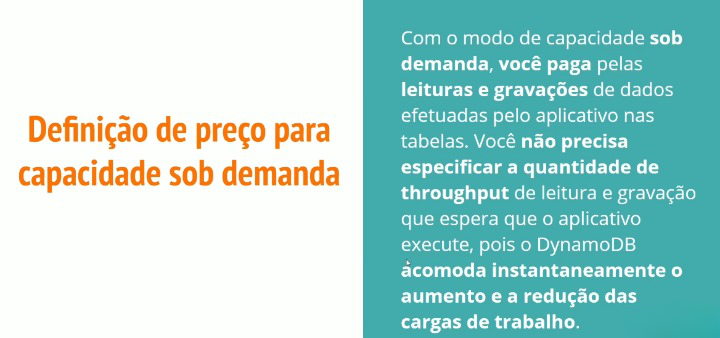 Definição de preço para
capacidade sob demanda
Com o modo de capacidade sob
demanda, você paga pelas
leituras e gravações de dados
efetuadas pelo aplicativo nas
tabelas. Você não precisa
especificar a quantidade de
throughput de leitura e gravação
que espera que o aplicativo
execute, pois o DynamoDB
acomoda instantaneamente o
aumento e a redução das
cargas de trabalho.